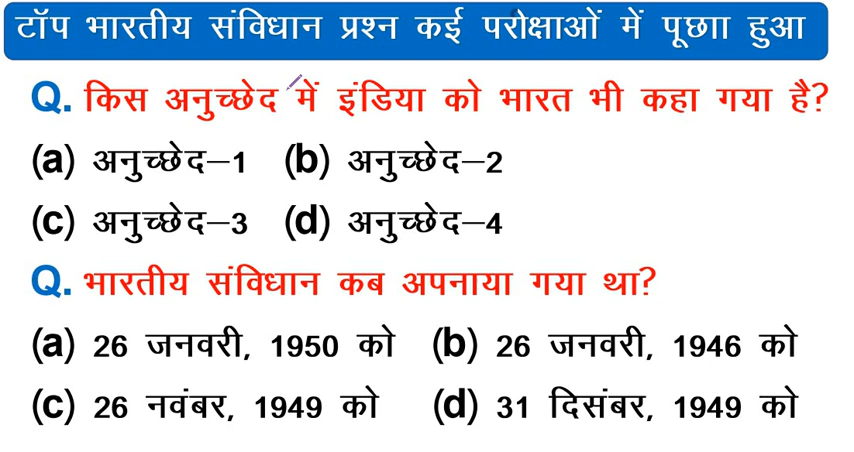 टॉप भारतीय संविधान प्रश्न कई परोक्षाओं में पूछाा हुआ
Q. किस अनुच्छेद में इंडिया को भारत भी कहा गया है?
(a) अनुच्छेद–1 (b) अनुच्छेद–2
(c) अनुच्छेद–3 (d) अनुच्छेद–4
Q. भारतीय संविधान कब अपनाया गया था?
(a) 26 जनवरी, 1950 को (b) 26 जनवरी, 1946 को
(c) 26 नवंबर, 1949 को (d) 31 दिसंबर, 1949 को